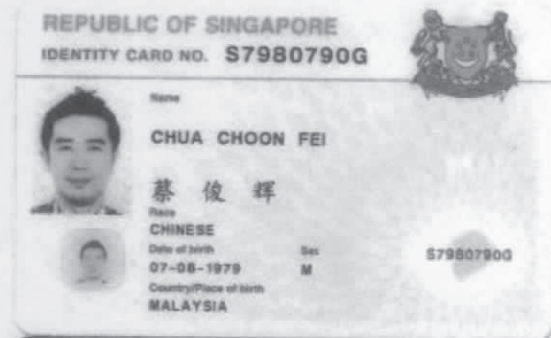 REPUBLIC OF SINGAPORE
IDENTITY CARD NO. S7980790G
Name
CHUA CHOON FEI
蔡 俊 辉
Race
CHINESE
Date of birth Sex
07-08-1979 M
S7980790G
Country/Place of birth
MALAYSIA